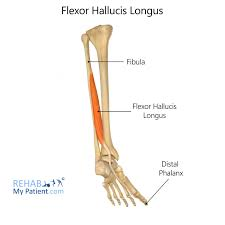 Flexor Hallucis Longus
Fibula
Flexor Hallucis
Longus
Distal
Phalanx
REHAB
My Patient.com